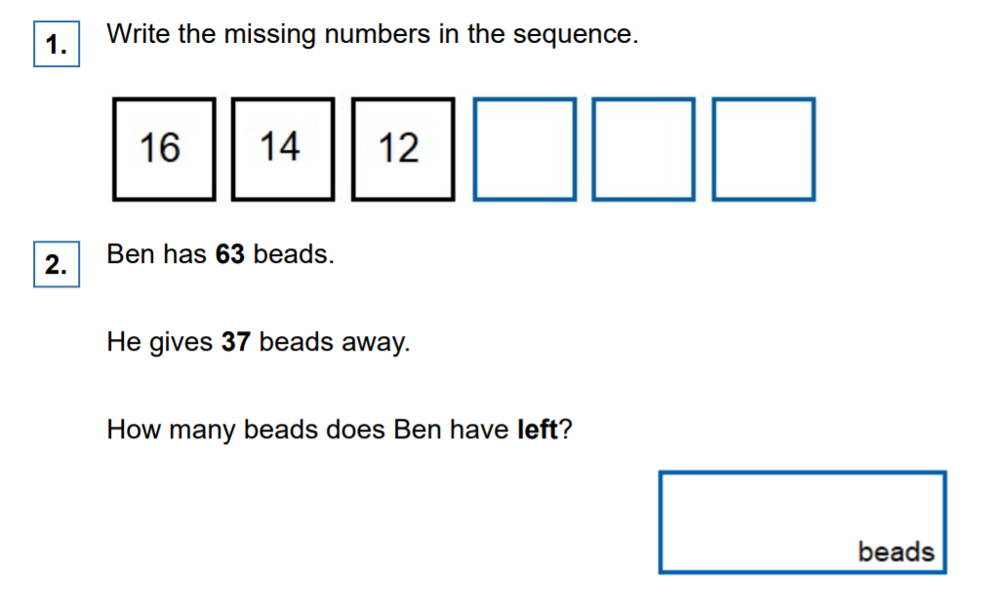 1. Write the missing numbers in the sequence.
16 14 12
2. Ben has 63 beads.
He gives 37 beads away.
How many beads does Ben have left?
beads